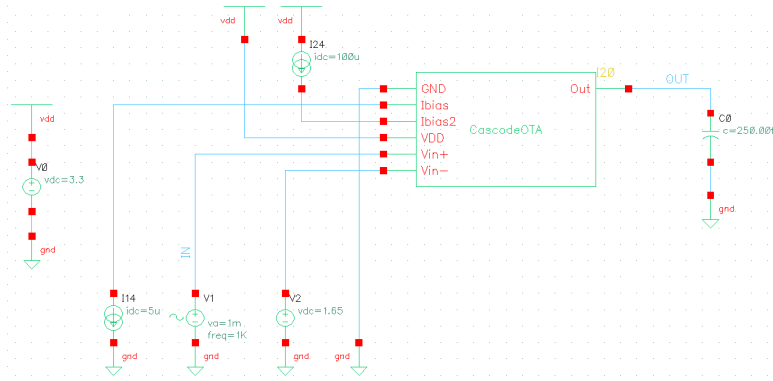 vdd
vdd
I24
idc=100u
I20
GND
Ibias
Ibias2
VDD
Vin+
Vin-
CascodeOTA
Out
OUT
C0
gnd
vdd
V0
vdc=3.3
gnd
IN
I14
idc=5u
gnd
V1
va=1m
freq=1K
gnd
V2
vdc=1.65
gnd
gnd